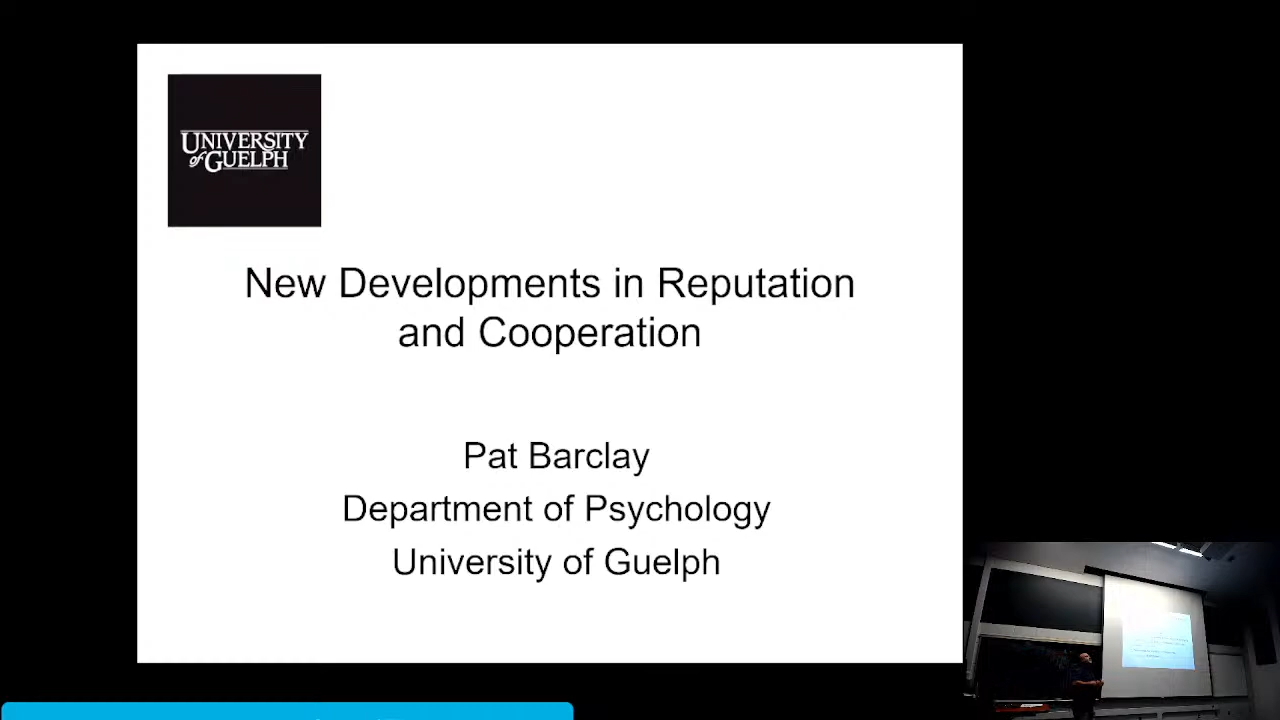 UNIVERSITY
of GUELPH
New Developments in Reputation
and Cooperation
Pat Barclay
Department of Psychology
University of Guelph